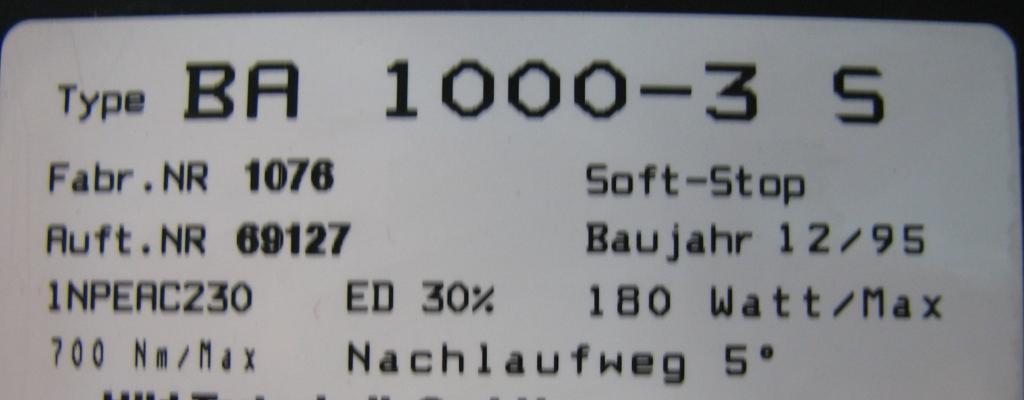 Type BA 1000-3 S
Fabr.NR 1076 Soft-Stop
Auft.NR 69127 Baujahr 12/95
1NPEAC230 ED 30% 180 Watt/Max
700 Nm/Max Nachlaufweg 5°